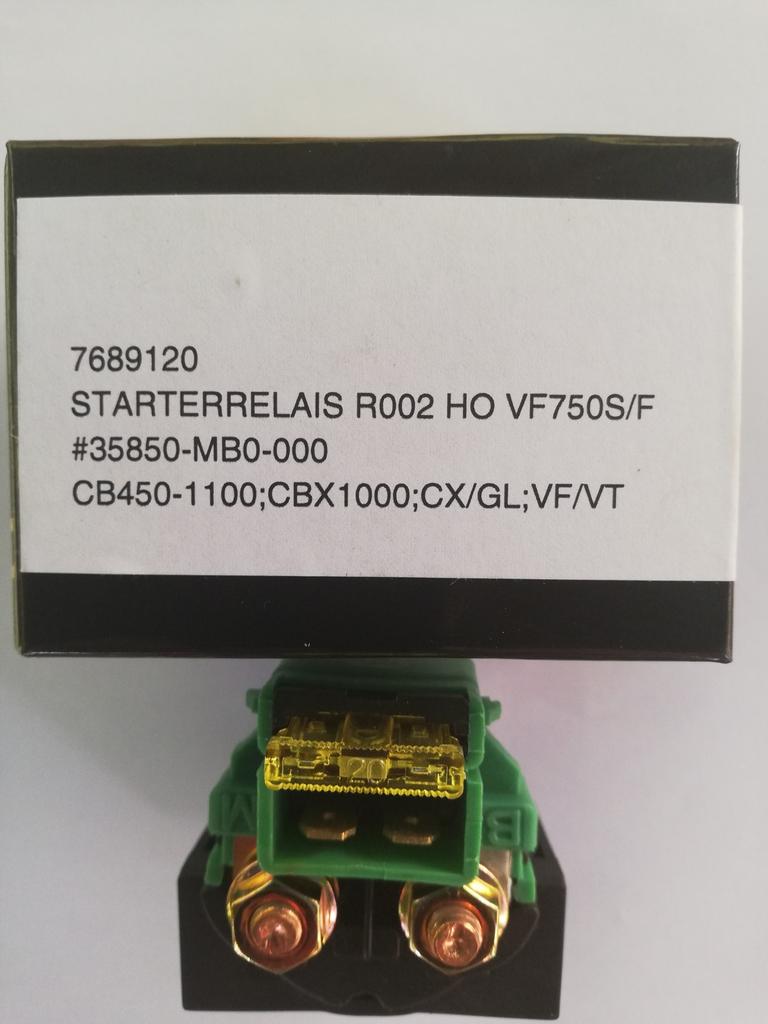 7689120
STARTERRELAIS R002 HO VF750S/F
#35850-MB0-000
CB450-1100;CBX1000;CX/GL;VF/VT
20
M B